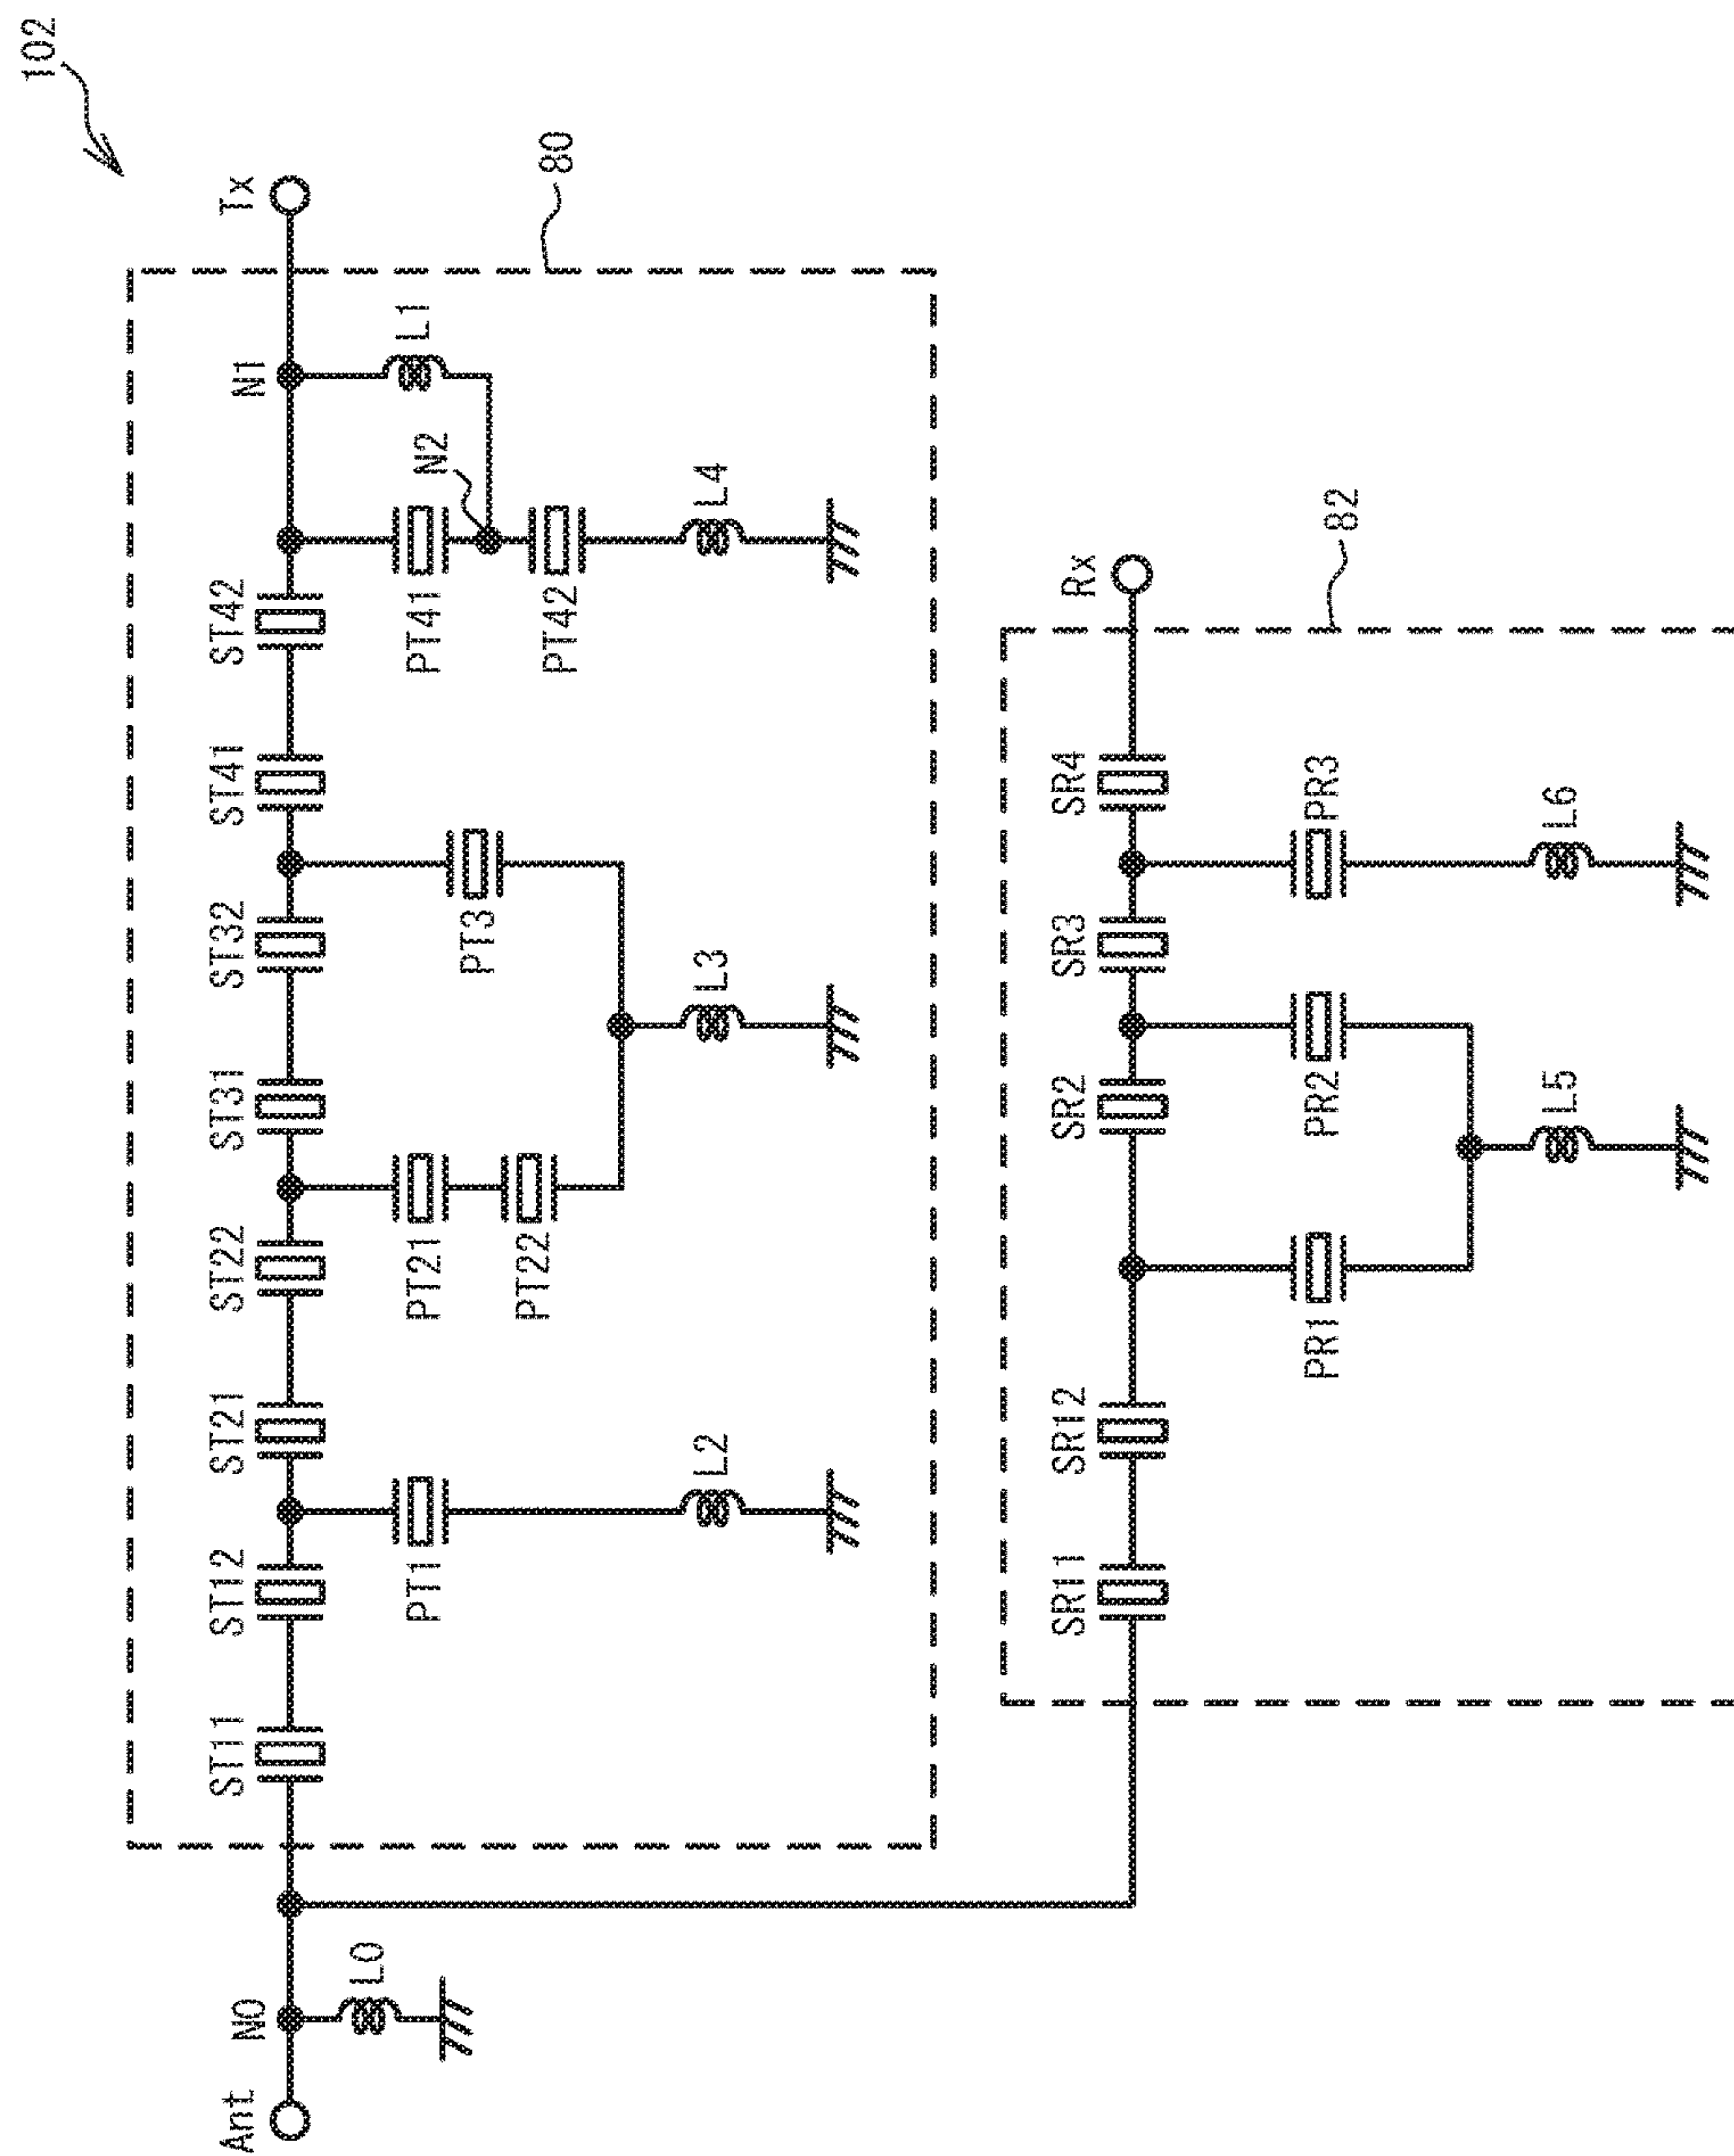 102
80
Ant
N0
L0
ST11
ST12
ST21
ST22
ST31
ST32
ST41
ST42
N1
Tx
PT1
PT21
PT22
PT3
PT41
PT42
N2
L1
L2
L3
L4
82
SR11
SR12
SR2
SR3
SR4
Rx
PR1
PR2
PR3
L5
L6